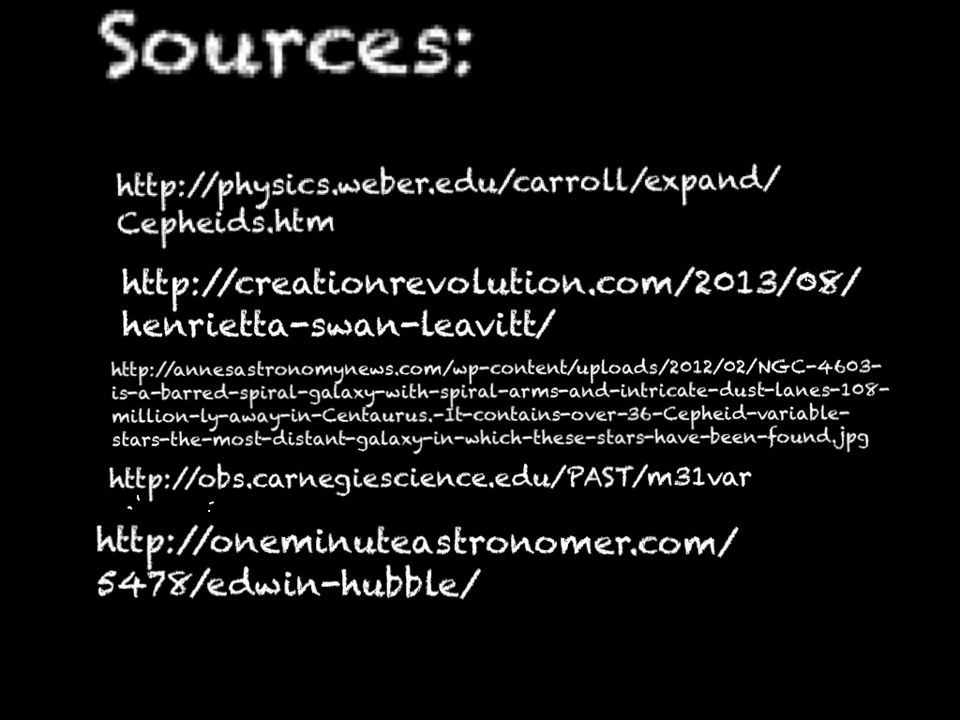 Sources:
http://physics.weber.edu/carroll/expand/
Cepheids.htm
http://creationrevolution.com/2013/08/
henrietta-swan-leavitt/
http://annesastronomynews.com/wp-content/uploads/2012/02/NGC-4603-
is-a-barred-spiral-galaxy-with-spiral-arms-and-intricate-dust-lanes-108-
million-ly-away-in-Centaurus.-It-contains-over-36-Cepheid-variable-
stars-the-most-distant-galaxy-in-which-these-stars-have-been-found.jpg
http://obs.carnegiescience.edu/PAST/m31var
http://oneminuteastronomer.com/
5478/edwin-hubble/